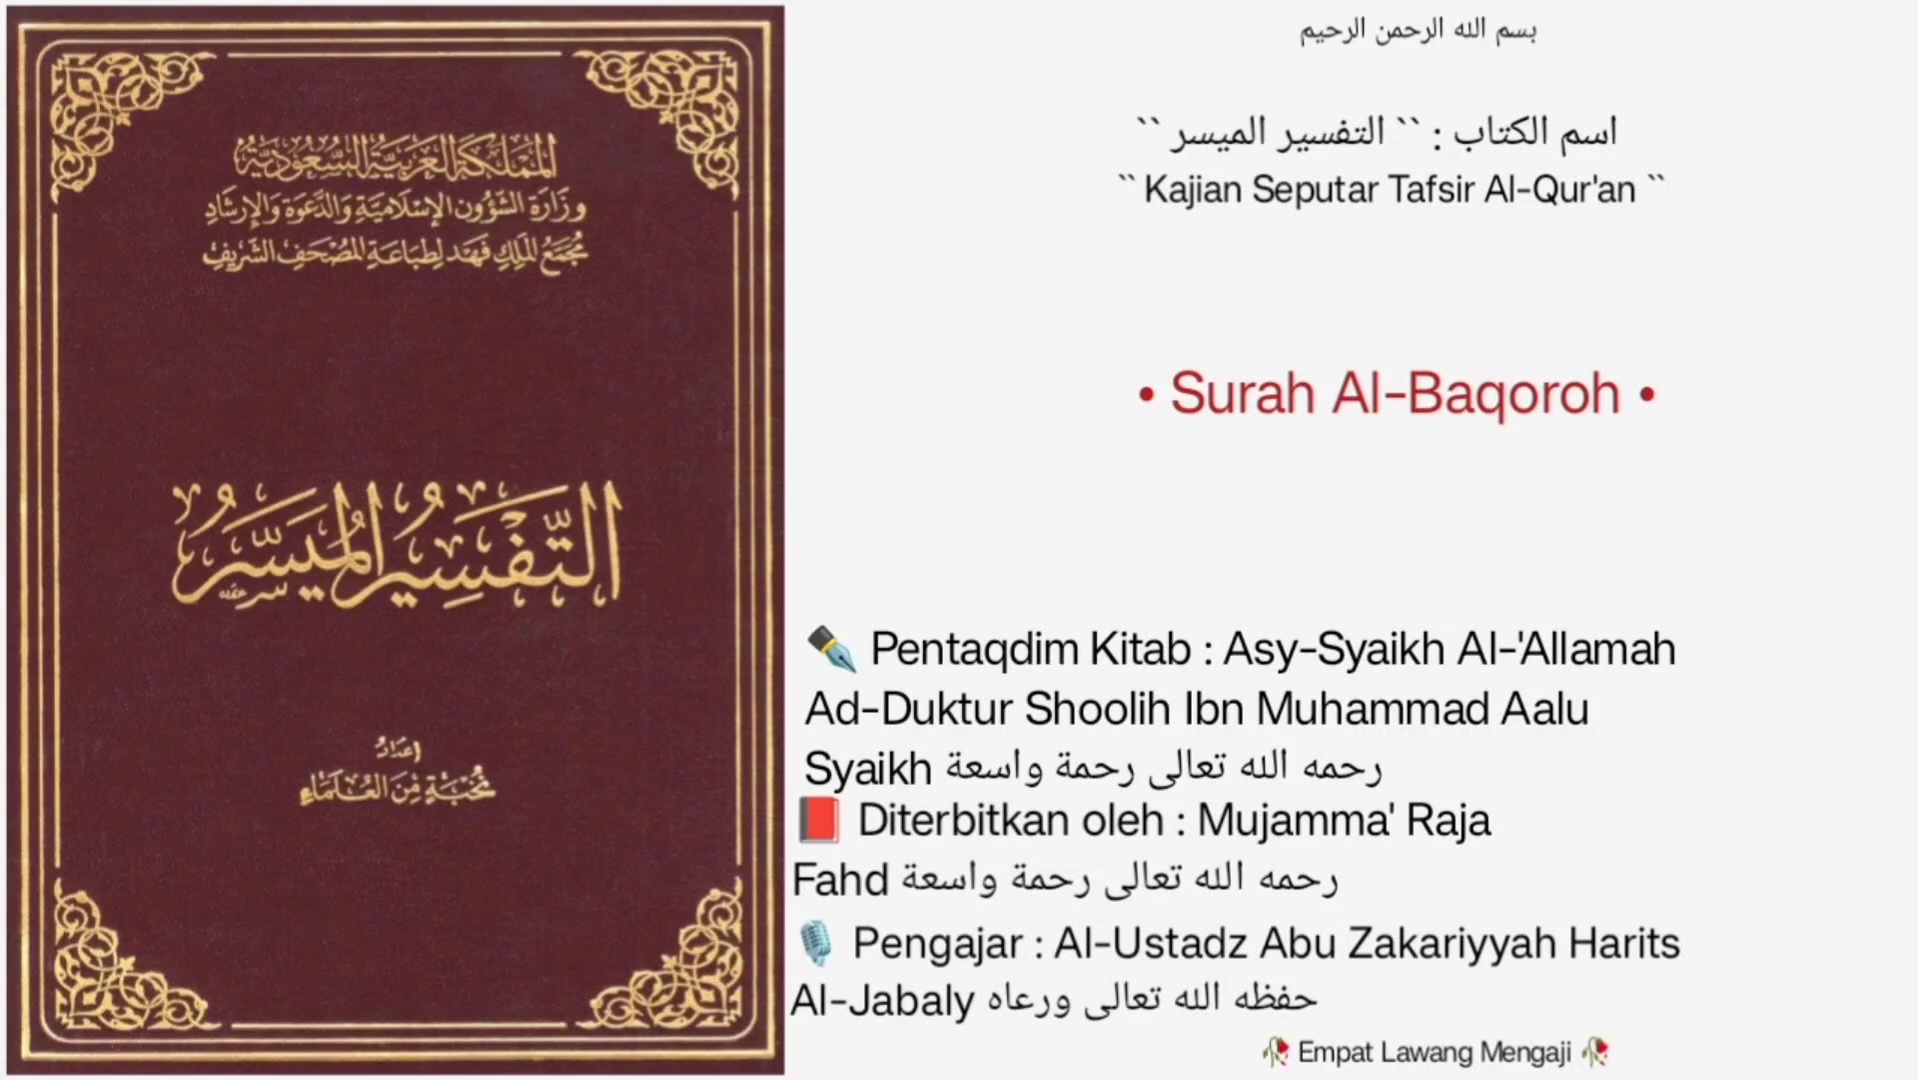 المملكة العربية السعودية
وزارة الشؤون الإسلامية والدعوة والإرشاد
مجمع الملك فهد لطباعة المصحف الشريف
التفسير الميسر
إعداد
نخبة من العلماء
بسم الله الرحمن الرحيم
اسم الكتاب : `` التفسير الميسر ``
`` Kajian Seputar Tafsir Al-Qur'an ``
• Surah Al-Baqoroh •
✒️ Pentaqdim Kitab : Asy-Syaikh Al-'Allamah
Ad-Duktur Shoolih Ibn Muhammad Aalu
Syaikh رحمه الله تعالى رحمة واسعة
📕 Diterbitkan oleh : Mujamma' Raja
Fahd رحمه الله تعالى رحمة واسعة
🎙️ Pengajar : Al-Ustadz Abu Zakariyyah Harits
Al-Jabaly حفظه الله تعالى ورعاه
🥀 Empat Lawang Mengaji 🥀